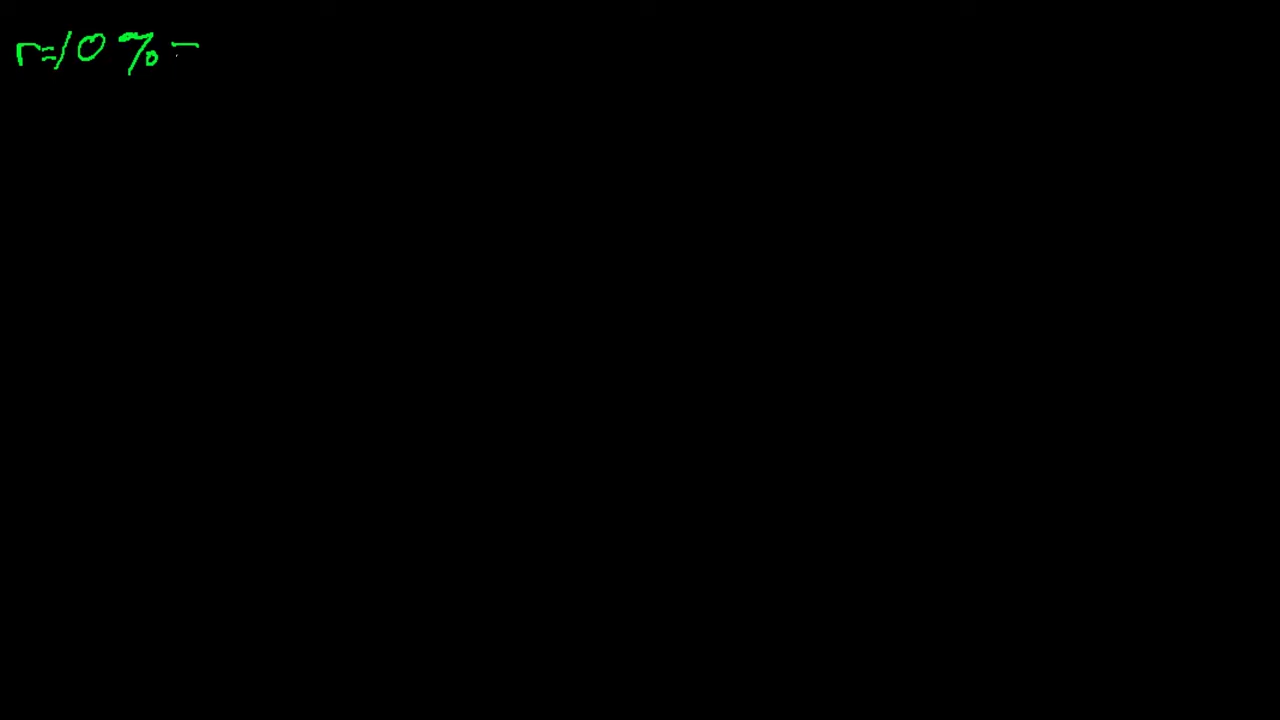 r=10% =